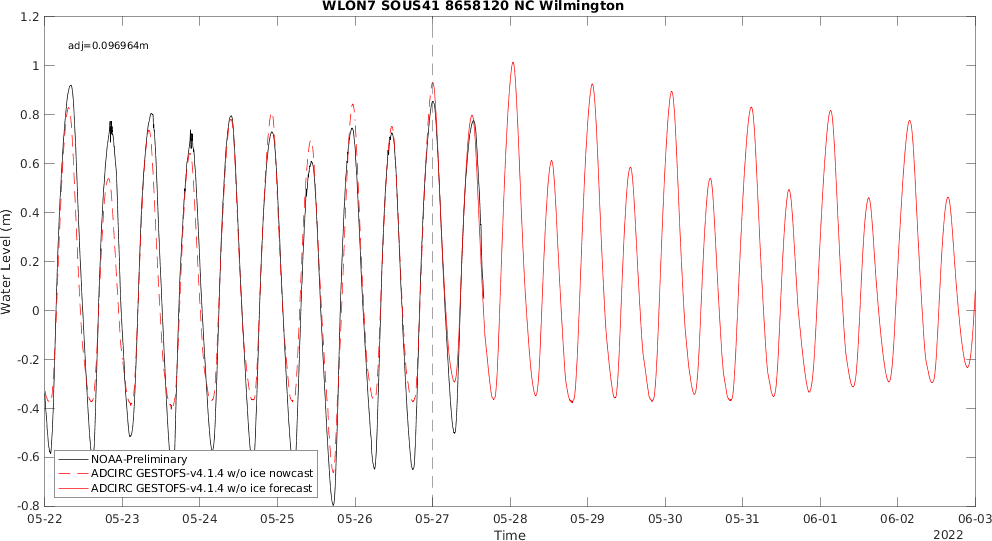 WLON7 SOUS41 8658120 NC Wilmington
adj=0.096964m
1.2
1
0.8
0.6
0.4
0.2
0
-0.2
-0.4
-0.6
-0.8
Water Level (m)
NOAA-Preliminary
ADCIRC GESTOFS-v4.1.4 w/o ice nowcast
ADCIRC GESTOFS-v4.1.4 w/o ice forecast
05-22 05-23 05-24 05-25 05-26 05-27 05-28 05-29 05-30 05-31 06-01 06-02 06-03
Time
2022